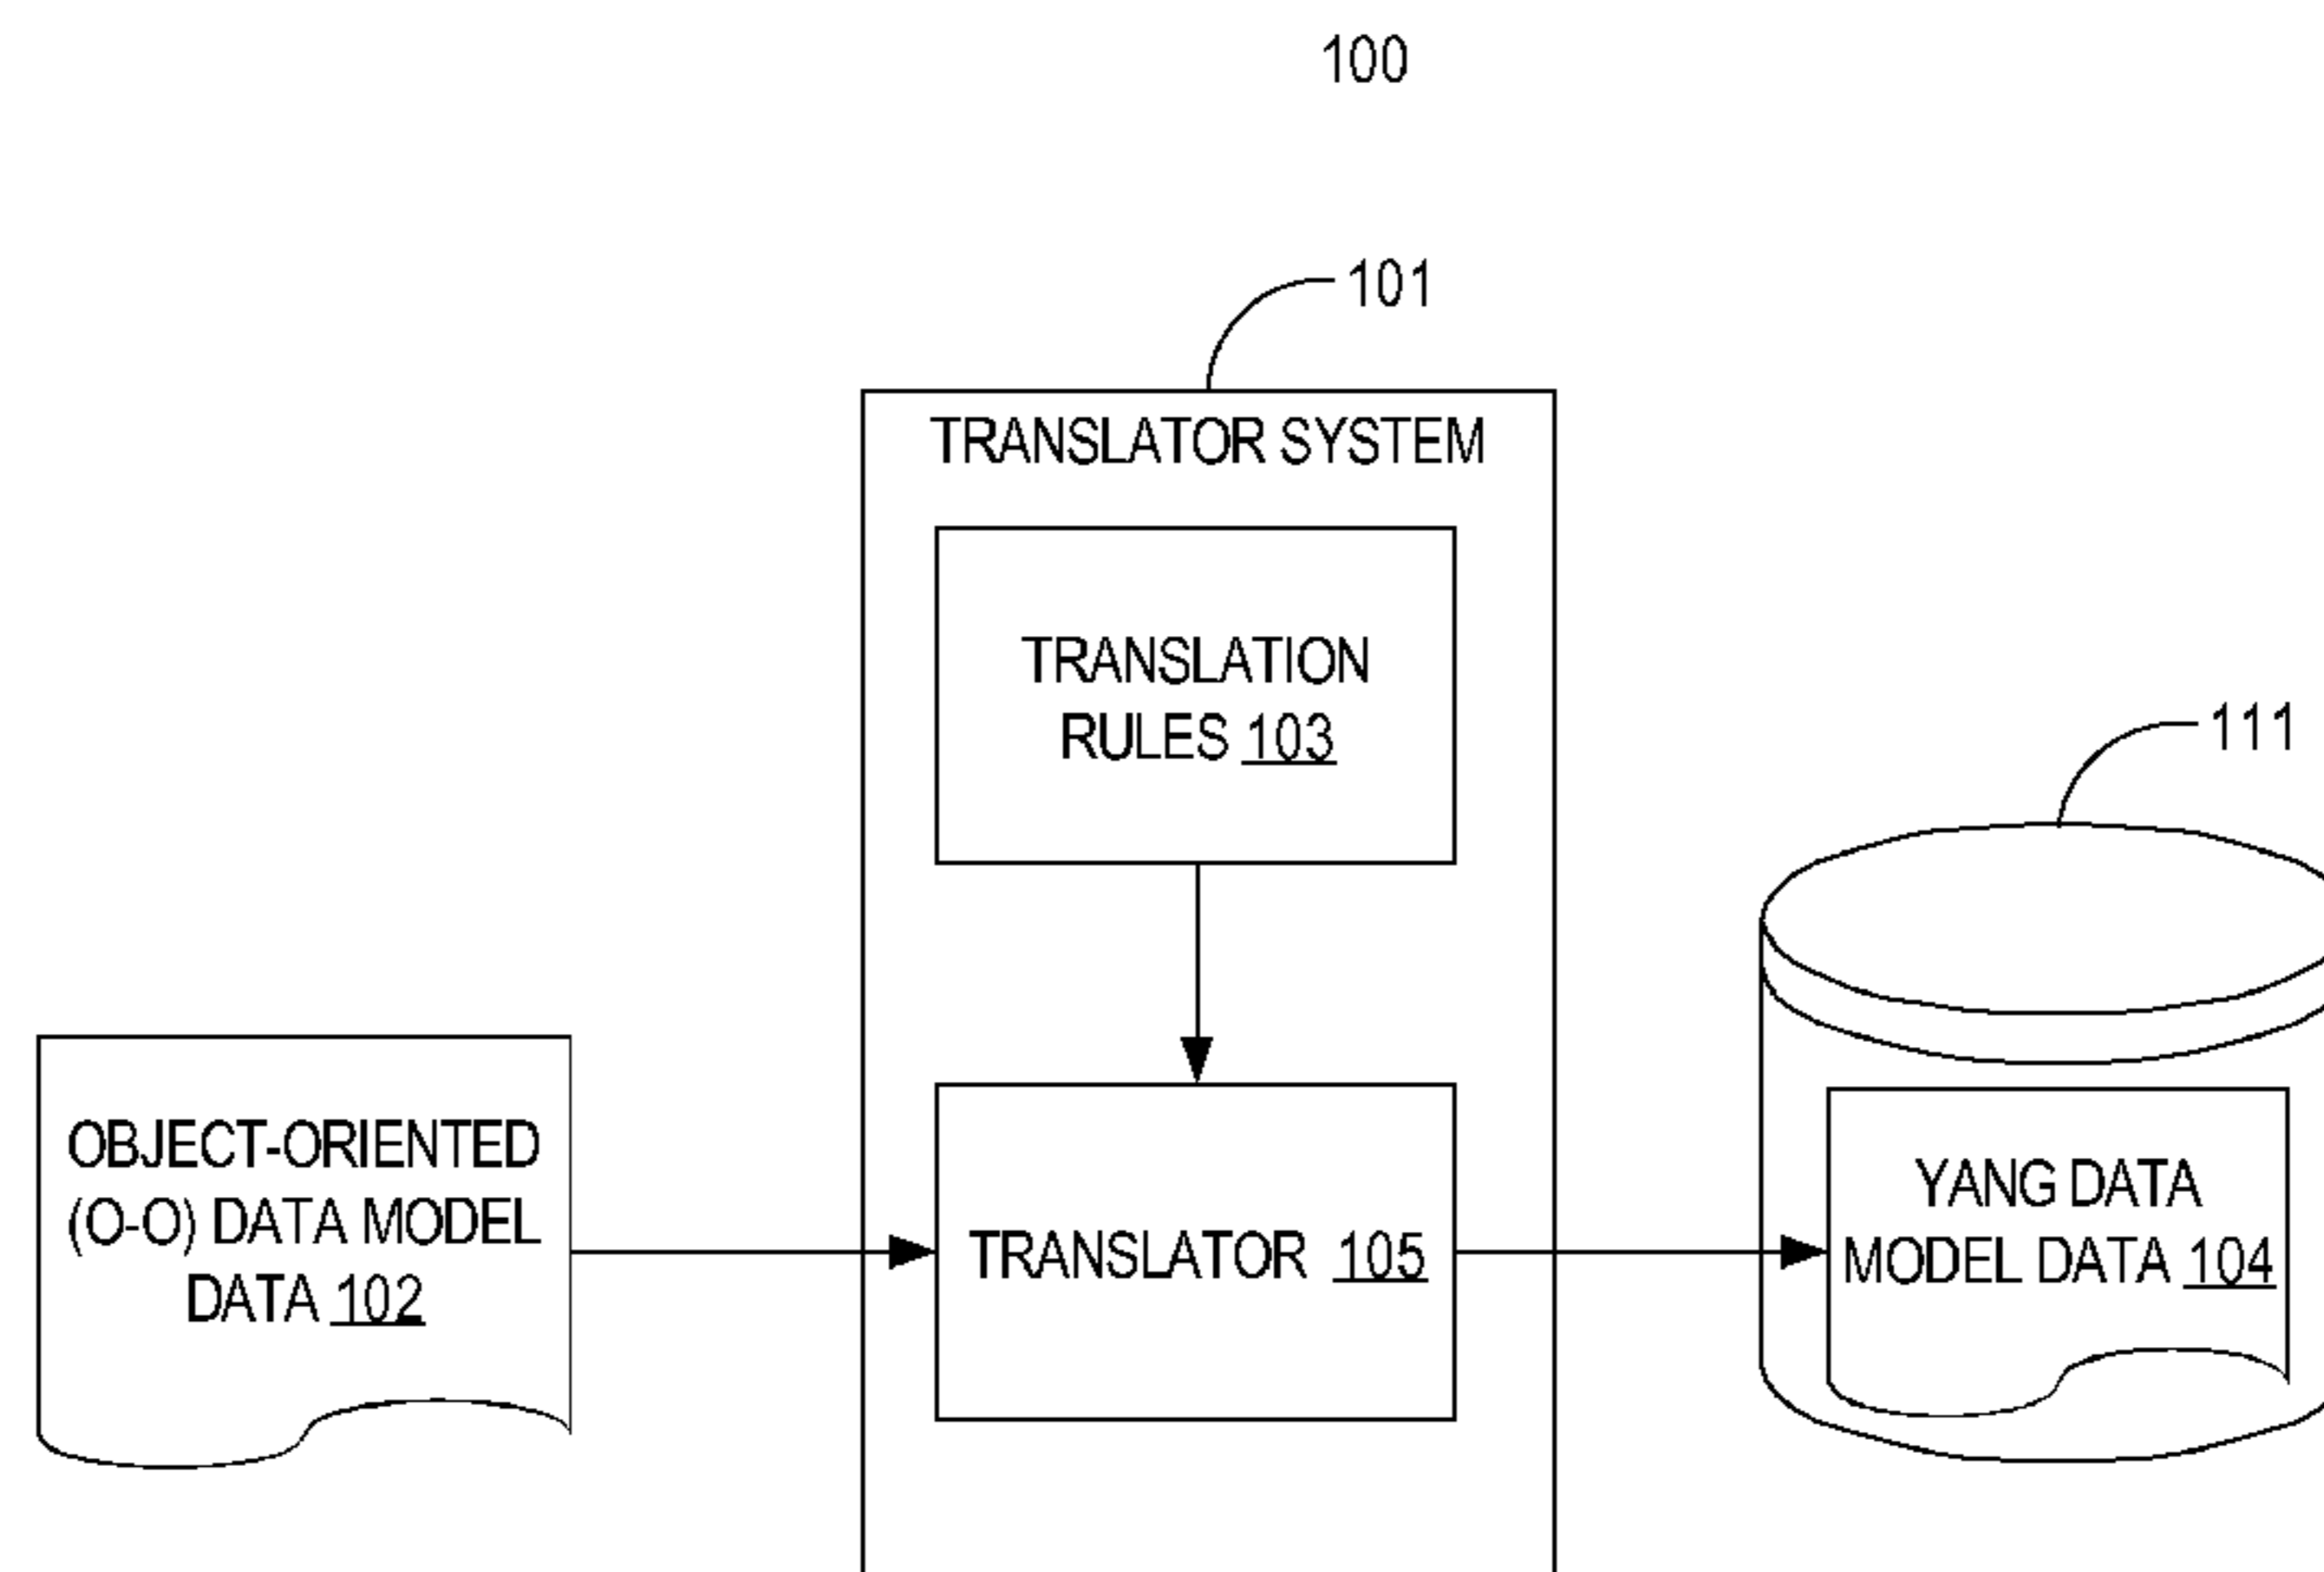 100
101
TRANSLATOR SYSTEM
TRANSLATION
RULES 103
111
OBJECT-ORIENTED
(O-O) DATA MODEL
DATA 102
TRANSLATOR 105
YANG DATA
MODEL DATA 104